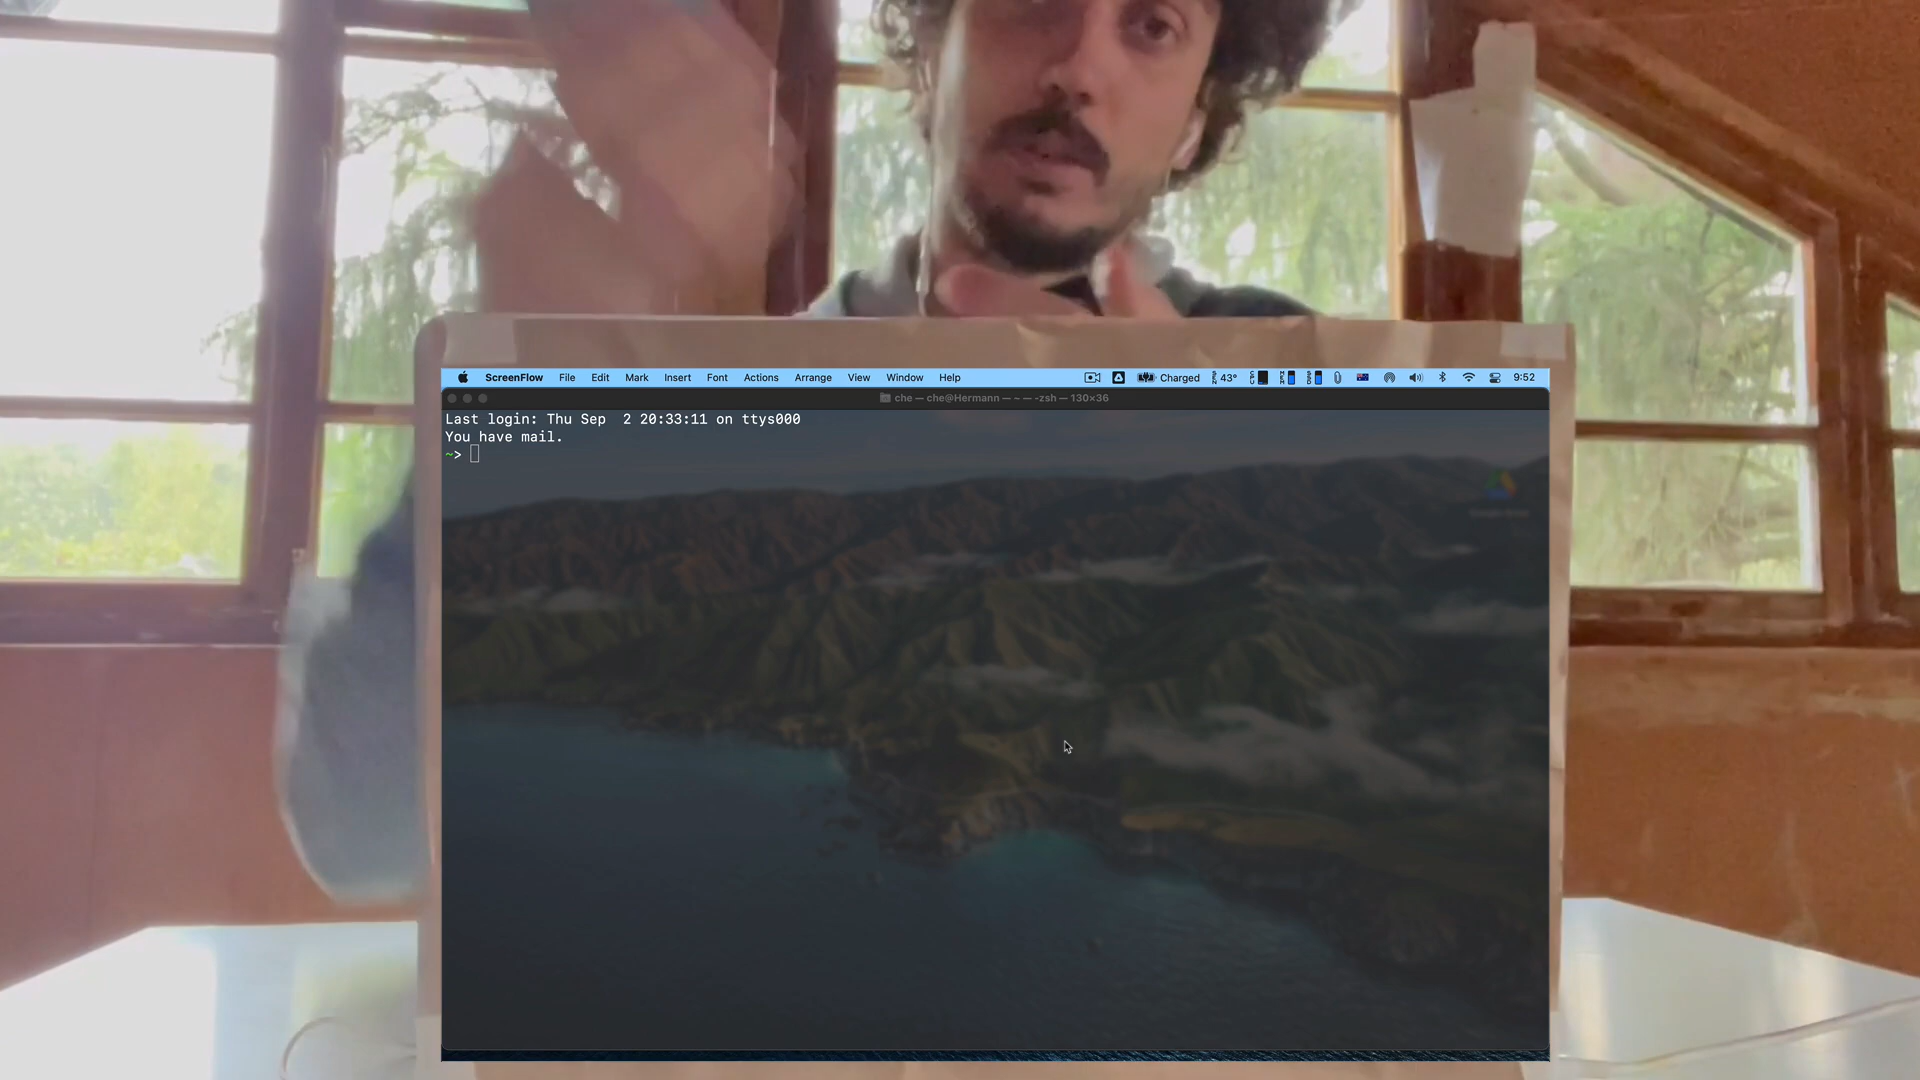 ScreenFlow File Edit Mark Insert Font Actions Arrange View Window Help Charged 43° 9:52
che — che@Hermann — ~ — -zsh — 130×36
Last login: Thu Sep  2 20:33:11 on ttys000
You have mail.
~>